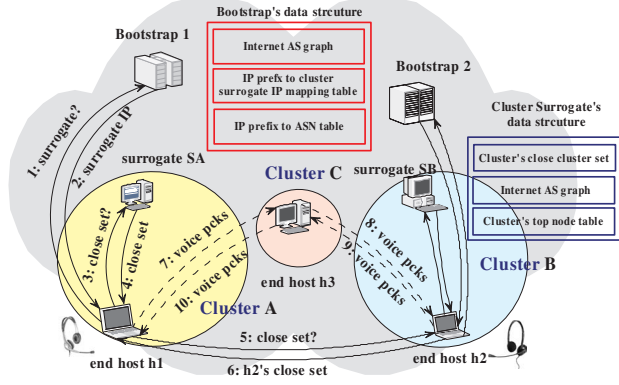 Bootstrap's data strcuture
Bootstrap 1
Internet AS graph
IP prefx to cluster
surrogate IP mapping table
IP prefix to ASN table
Bootstrap 2
Cluster Surrogate's
data strcuture
Cluster's close cluster set
Internet AS graph
Cluster's top node table
1: surrogate?
2: surrogate IP
surrogate SA
Cluster C
surrogate SB
3: close set?
4: close set
7: voice pcks
10: voice pcks
8: voice pcks
9: voice pcks
end host h3
Cluster A
Cluster B
5: close set?
end host h1
end host h2
6: h2's close set